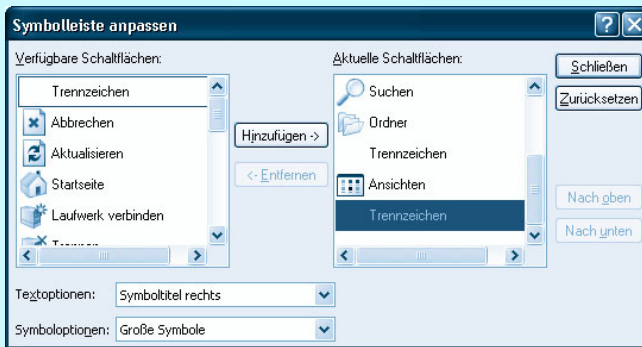 Symbolleiste anpassen
Verfügbare Schaltflächen:
Trennzeichen
Abbrechen
Aktualisieren
Startseite
Laufwerk verbinden
Trennen
Hinzufügen ->
<- Entfernen
Aktuelle Schaltflächen:
Suchen
Ordner
Trennzeichen
Ansichten
Trennzeichen
Schließen
Zurücksetzen
Nach oben
Nach unten
Textoptionen: Symboltitel rechts
Symboloptionen: Große Symbole